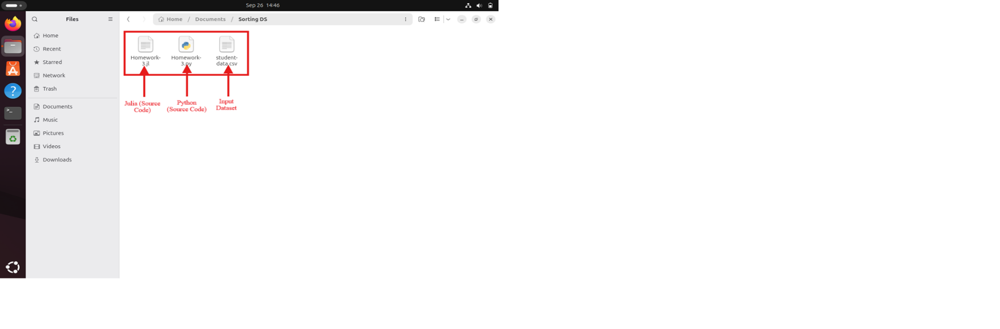 Sep 26 14:46
Files
Home / Documents / Sorting DS
Home
Recent
Starred
Network
Trash
Documents
Music
Pictures
Videos
Downloads
Homework-
3.jl
Homework-
3.py
student-
data.csv
Julia (Source
Code)
Python
(Source Code)
Input
Dataset